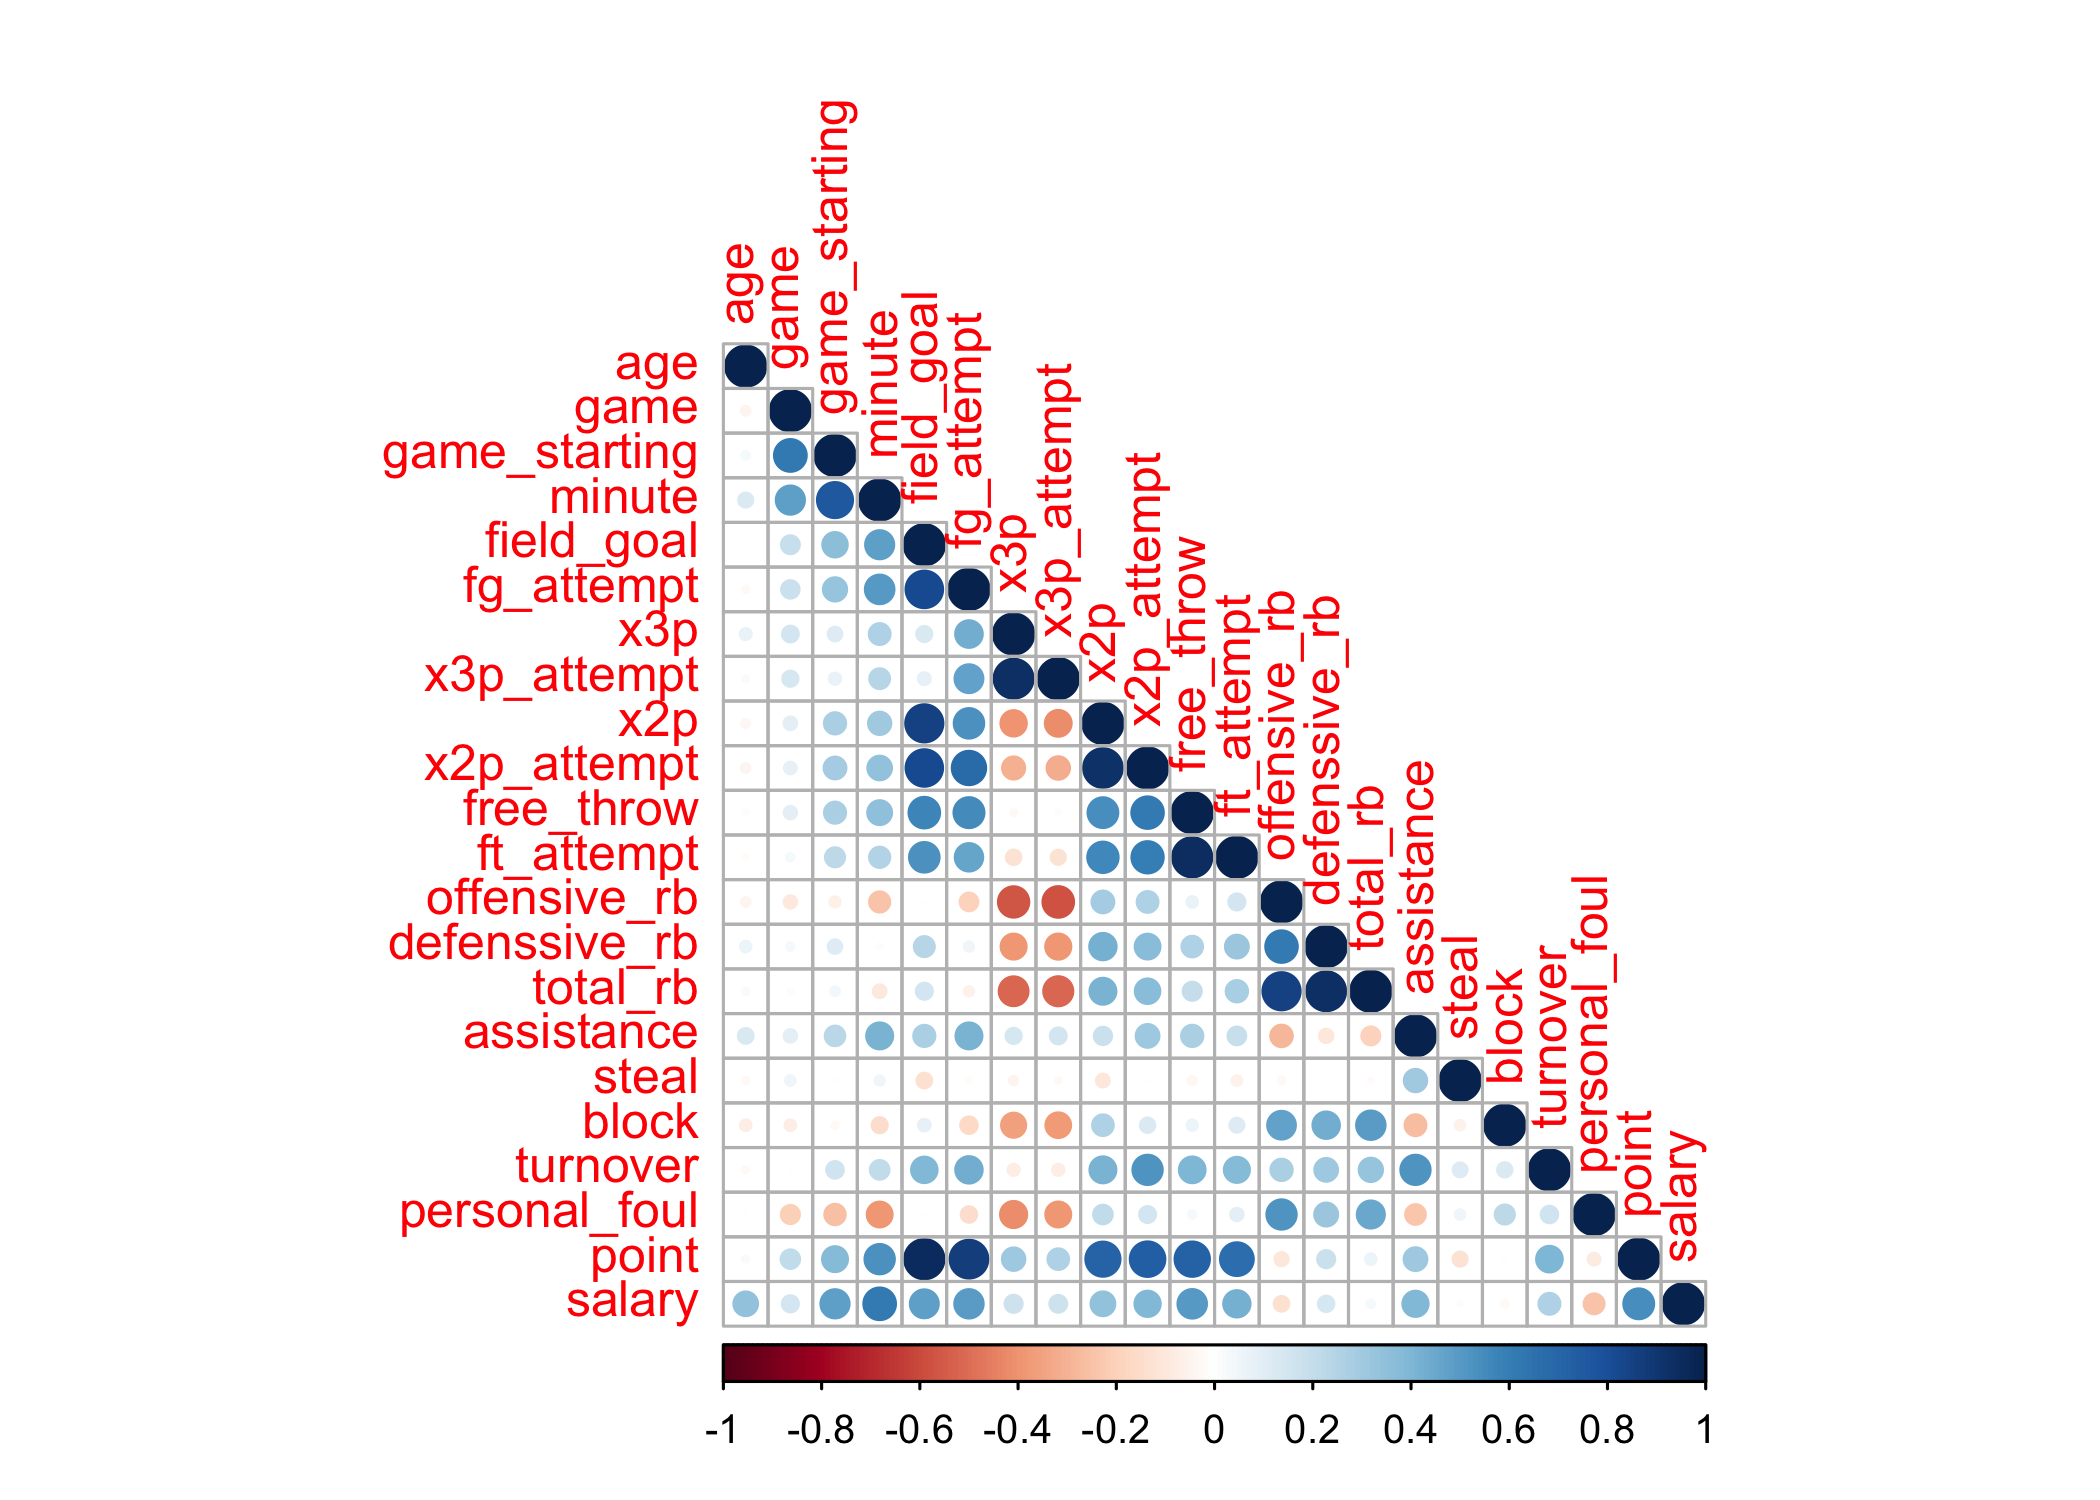 age
game
game_starting
minute
field_goal
fg_attempt
x3p
x3p_attempt
x2p
x2p_attempt
free_throw
ft_attempt
offensive_rb
defenssive_rb
total_rb
assistance
steal
block
turnover
personal_foul
point
salary
age
game
game_starting
minute
field_goal
fg_attempt
x3p
x3p_attempt
x2p
x2p_attempt
free_throw
ft_attempt
offensive_rb
defenssive_rb
total_rb
assistance
steal
block
turnover
personal_foul
point
salary
-1 -0.8 -0.6 -0.4 -0.2 0 0.2 0.4 0.6 0.8 1